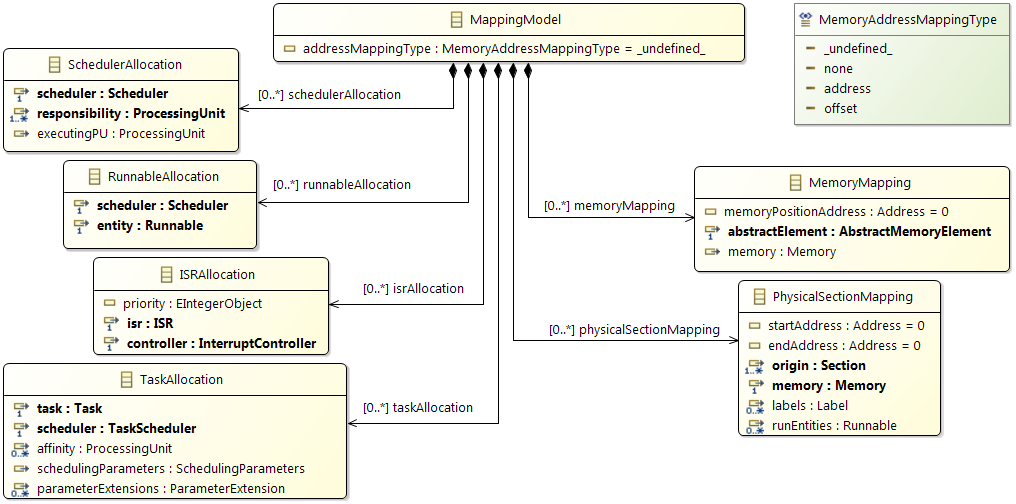 MappingModel
addressMappingType : MemoryAddressMappingType = _undefined_
MemoryAddressMappingType
_undefined_
none
address
offset
SchedulerAllocation
1 scheduler : Scheduler
1..* responsibility : ProcessingUnit
executingPU : ProcessingUnit
[0..*] schedulerAllocation
RunnableAllocation
1 scheduler : Scheduler
1 entity : Runnable
[0..*] runnableAllocation
ISRAllocation
priority : EIntegerObject
1 isr : ISR
1 controller : InterruptController
[0..*] isrAllocation
TaskAllocation
1 task : Task
1 scheduler : TaskScheduler
0..* affinity : ProcessingUnit
schedulingParameters : SchedulingParameters
0..* parameterExtensions : ParameterExtension
[0..*] taskAllocation
[0..*] memoryMapping
MemoryMapping
memoryPositionAddress : Address = 0
1 abstractElement : AbstractMemoryElement
memory : Memory
[0..*] physicalSectionMapping
PhysicalSectionMapping
startAddress : Address = 0
endAddress : Address = 0
1..* origin : Section
1 memory : Memory
0..* labels : Label
0..* runEntities : Runnable